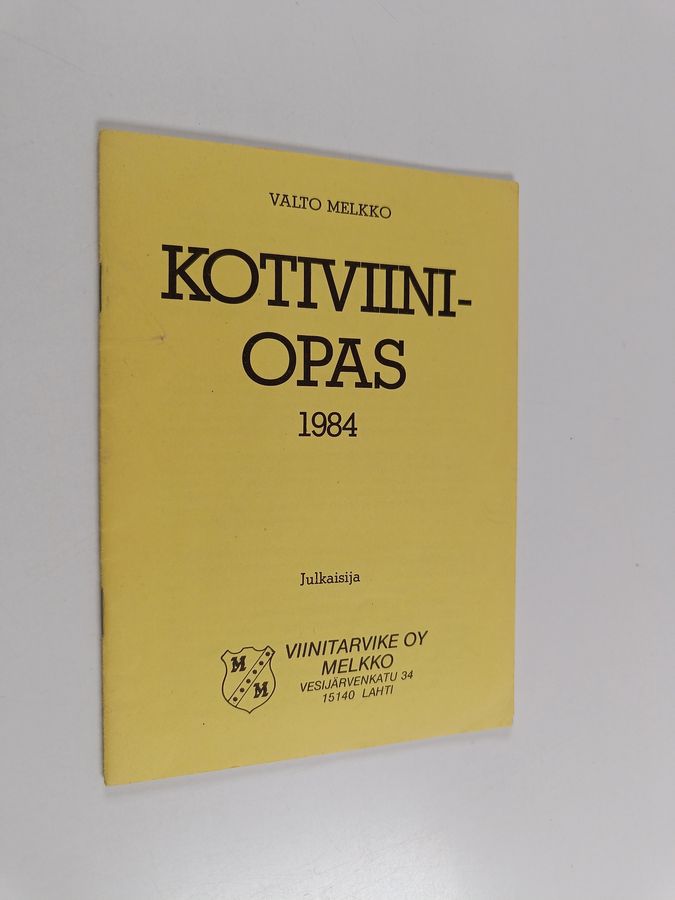 VALTO MELKKO
KOTIVIINI-
OPAS
1984
Julkaisija
M
M
VIINITARVIKE OY
MELKKO
VESIJÄRVENKATU 34
15140 LAHTI